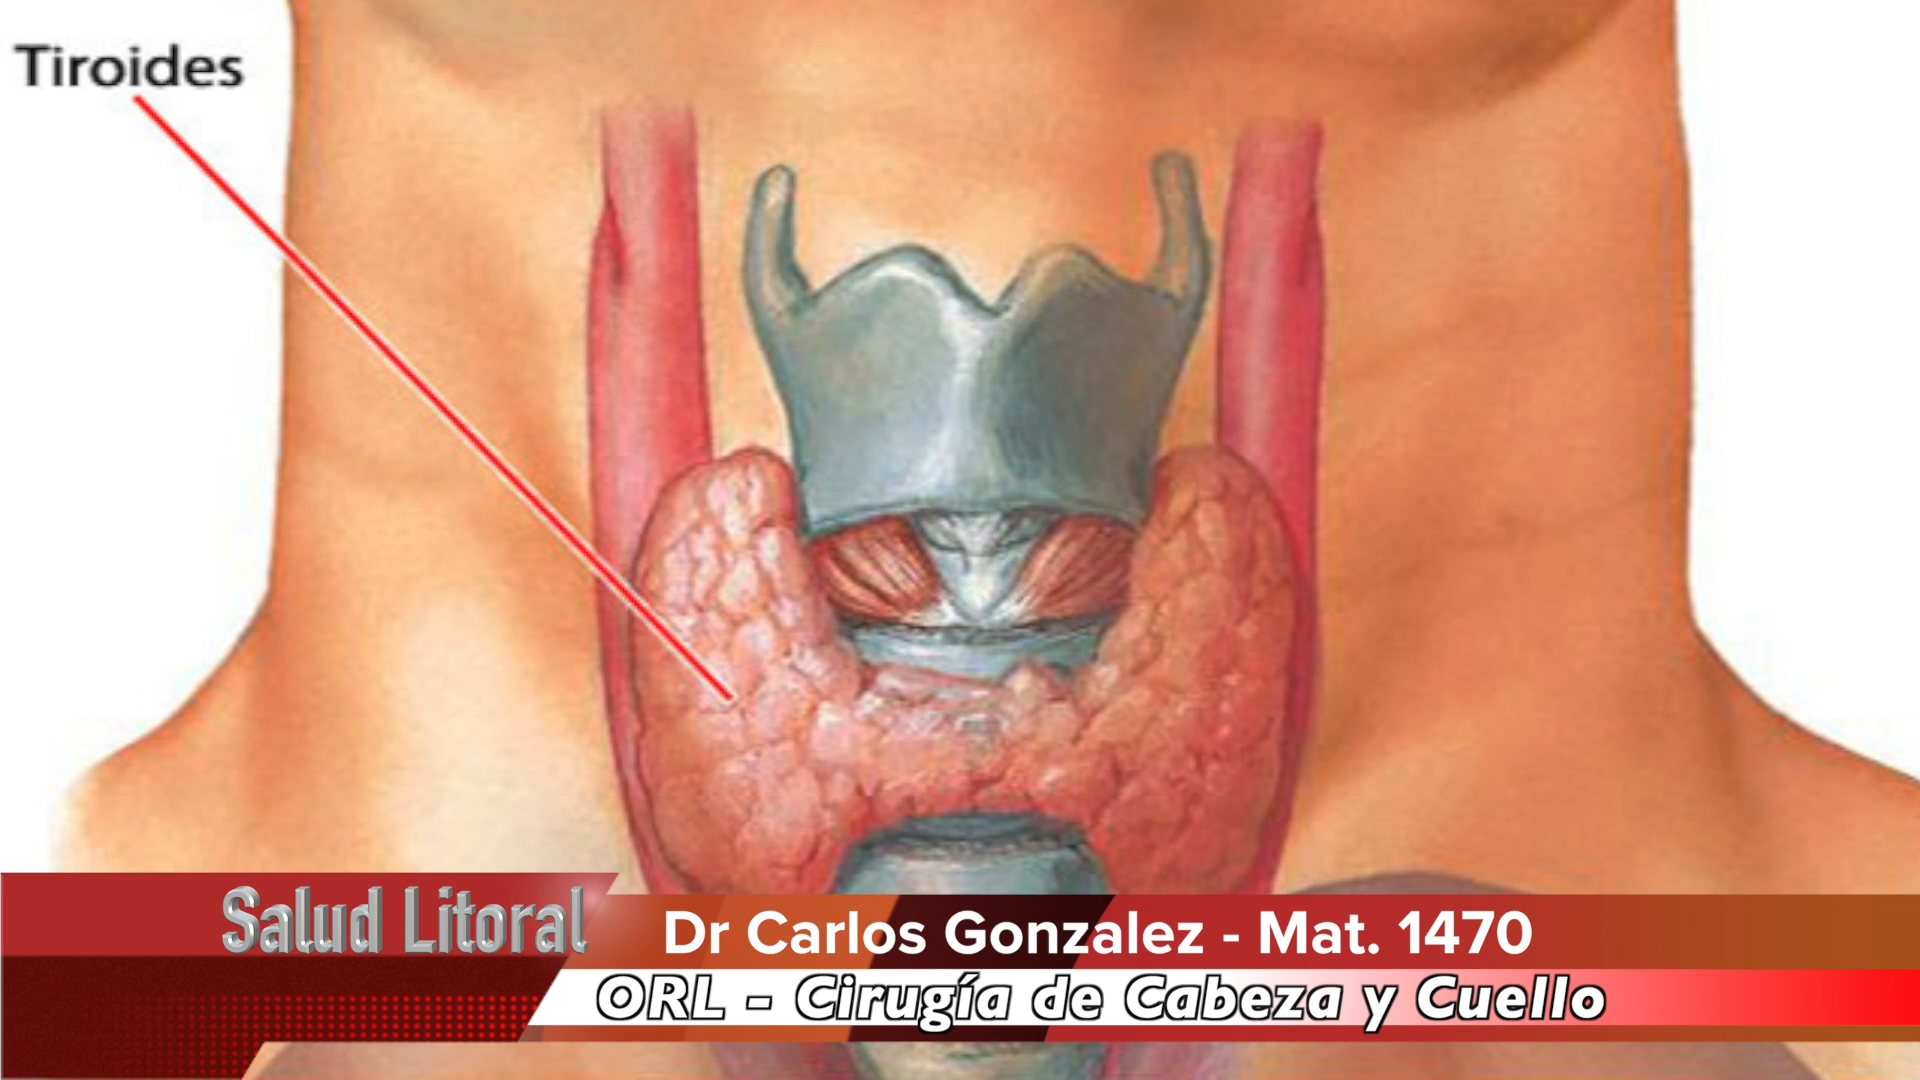 Tiroides
Salud Litoral
Dr Carlos Gonzalez - Mat. 1470
ORL - Cirugía de Cabeza y Cuello